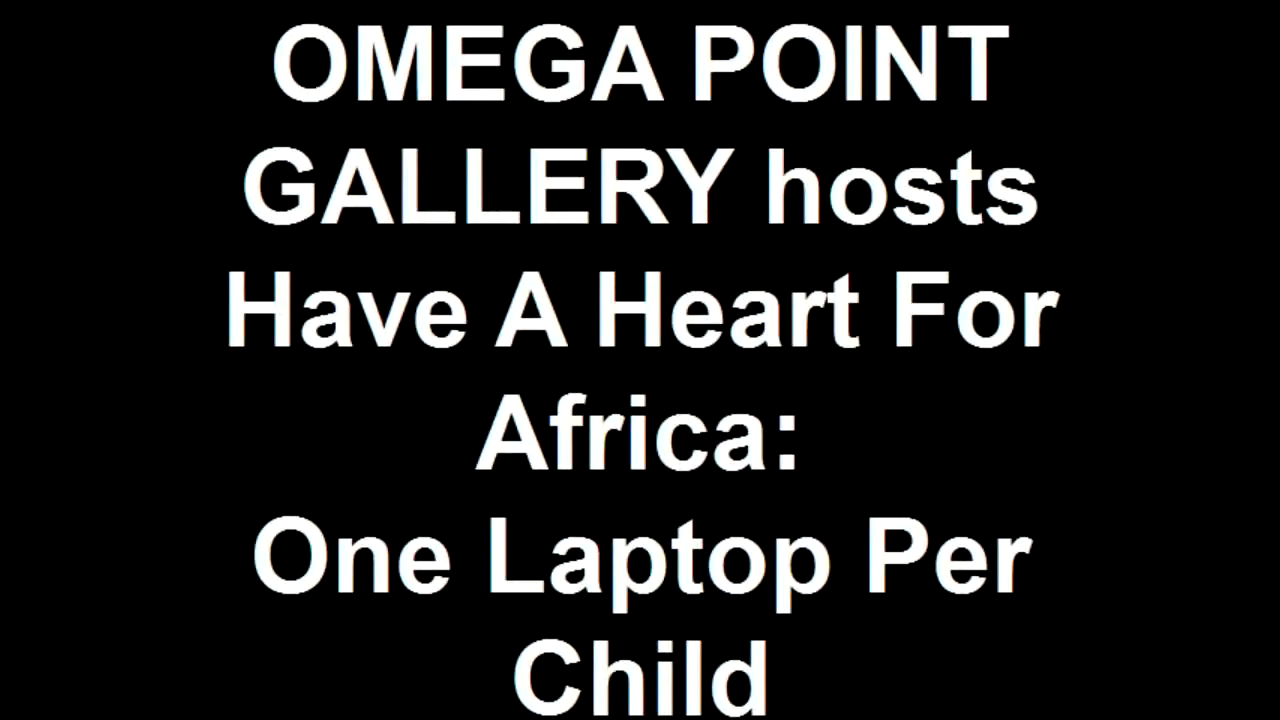 OMEGA POINT
GALLERY hosts
Have A Heart For
Africa:
One Laptop Per
Child